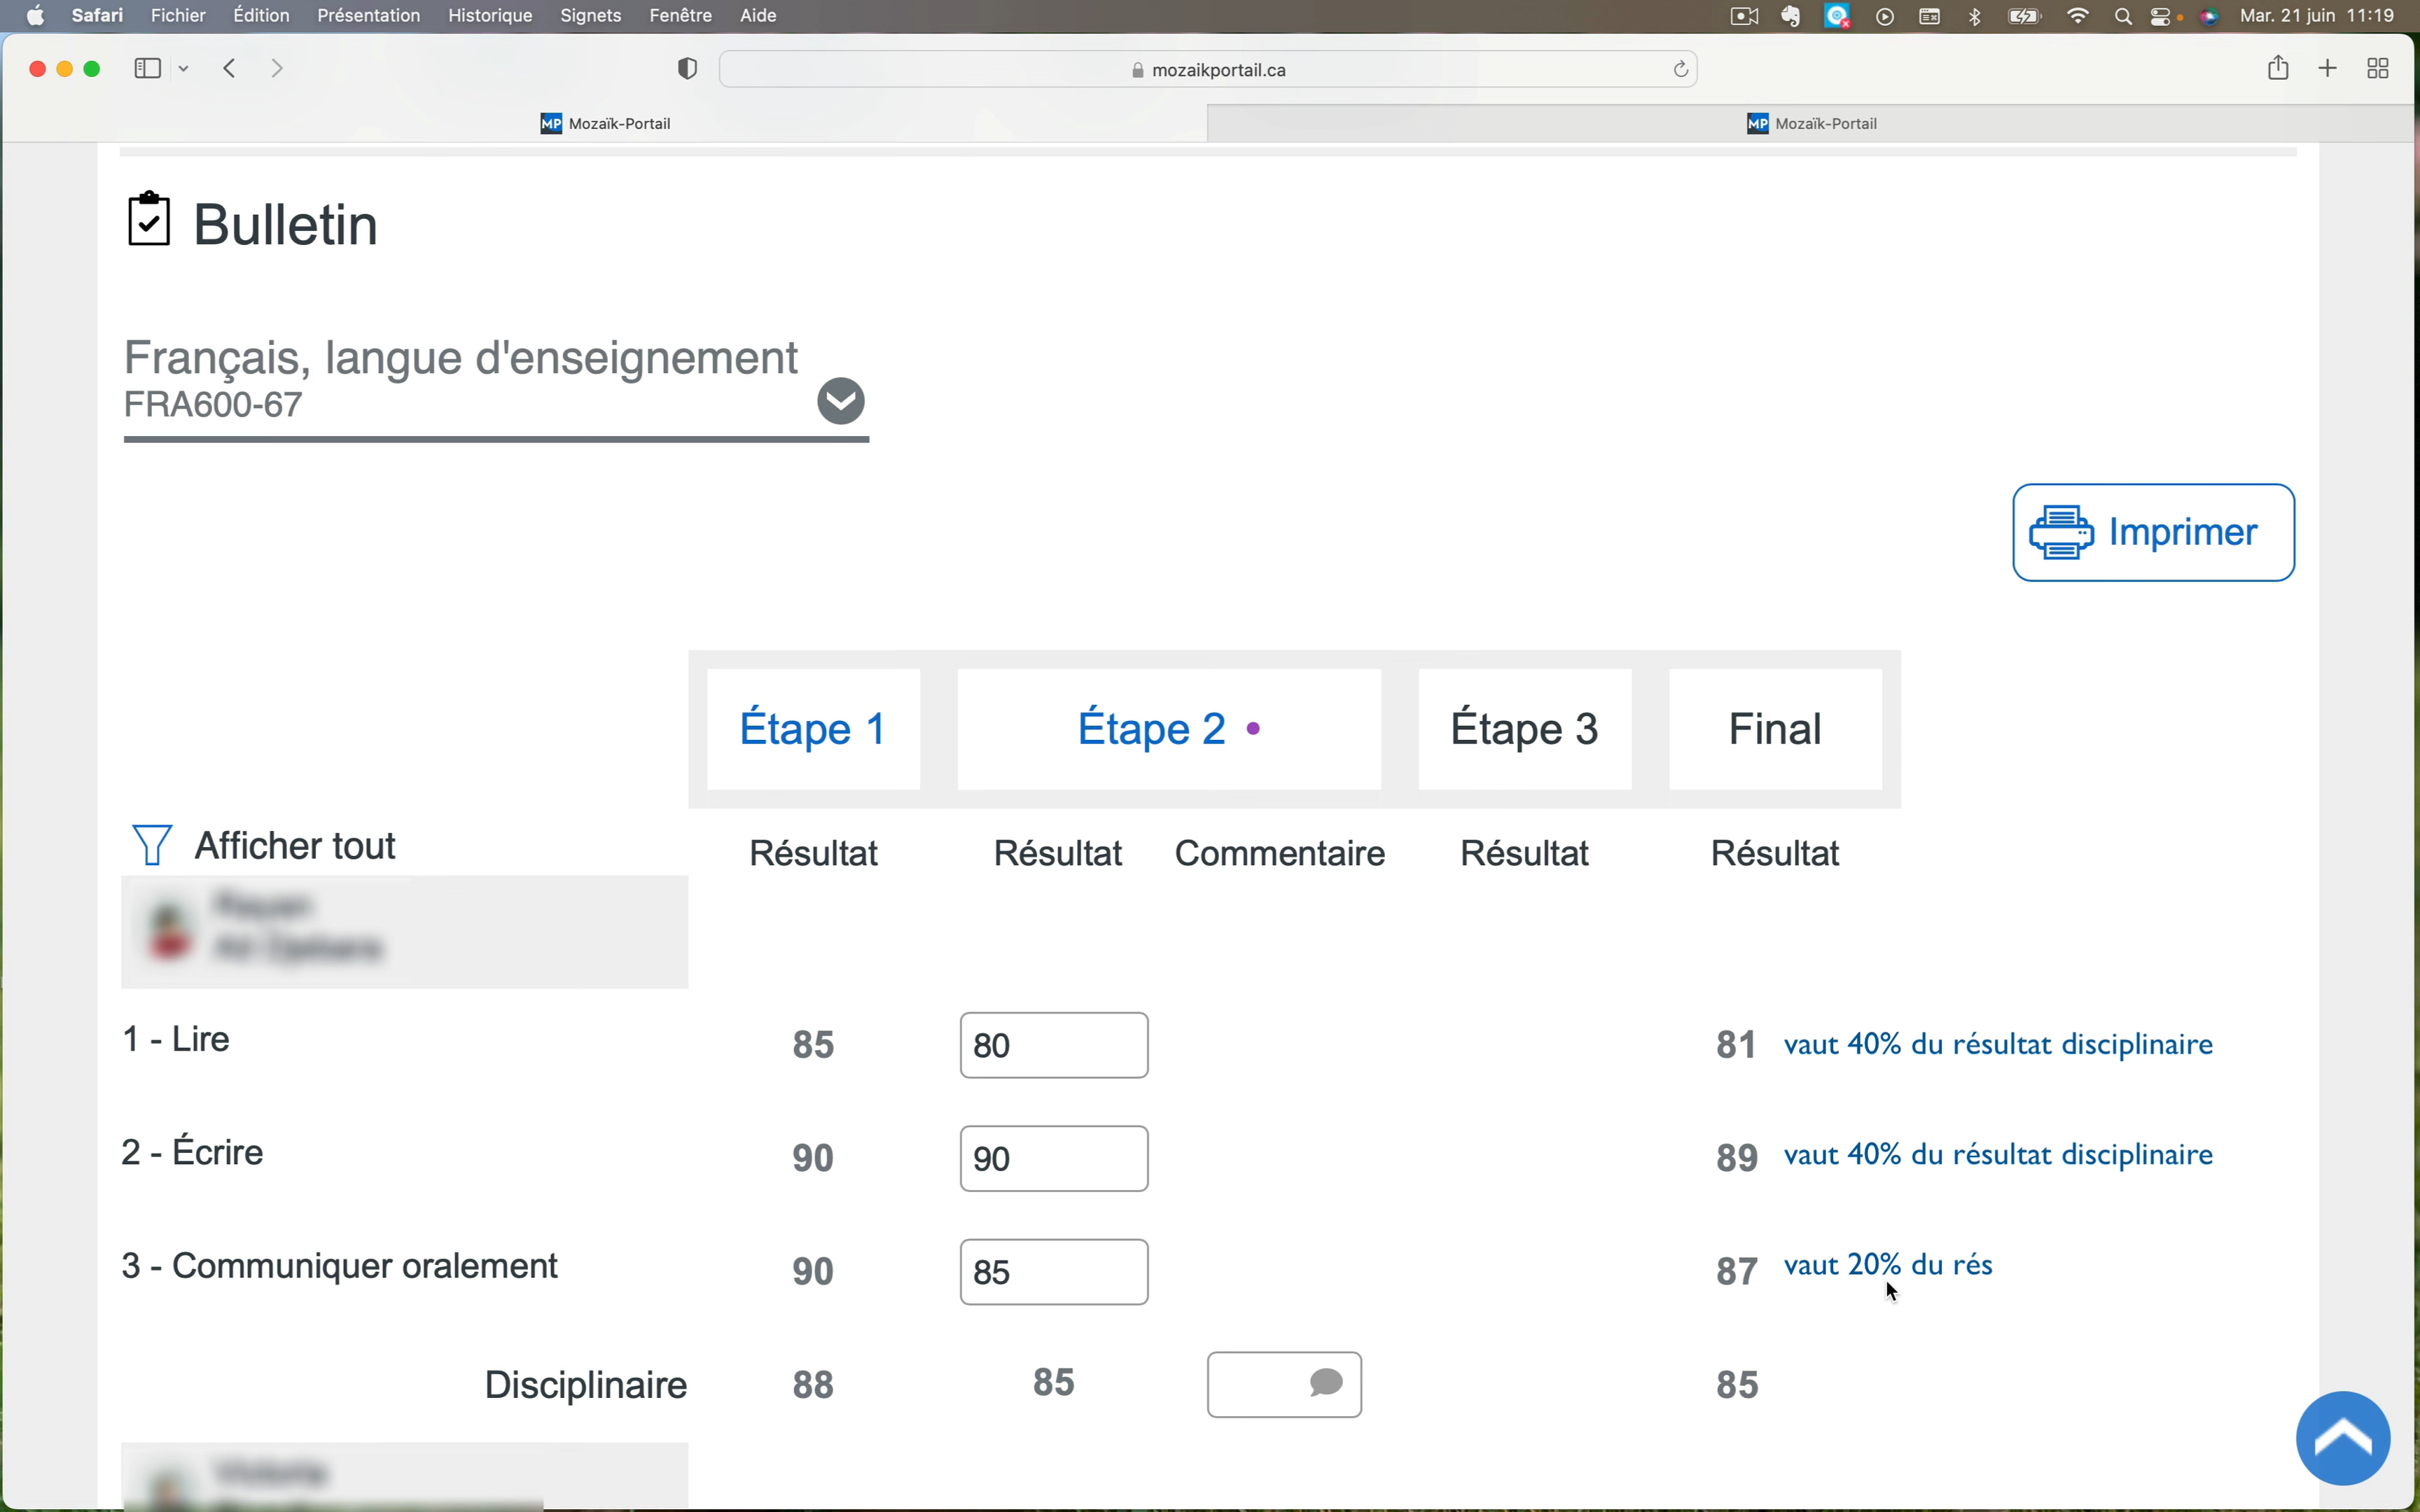 Safari Fichier Édition Présentation Historique Signets Fenêtre Aide Mar. 21 juin 11:19
mozaikportail.ca
MP Mozaïk-Portail MP Mozaïk-Portail
Bulletin
Français, langue d'enseignement
FRA600-67
Imprimer
Étape 1 Étape 2 Étape 3 Final
Afficher tout Résultat Résultat Commentaire Résultat Résultat
1 - Lire 85 80 81 vaut 40% du résultat disciplinaire
2 - Écrire 90 90 89 vaut 40% du résultat disciplinaire
3 - Communiquer oralement 90 85 87 vaut 20% du rés
Disciplinaire 88 85 85